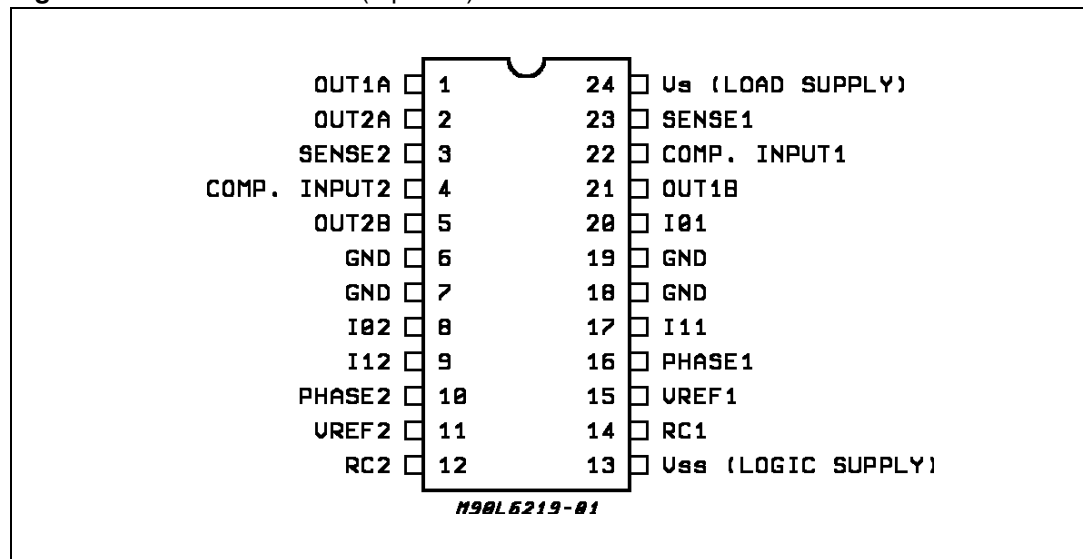 OUT1A 1 24 Vs (LOAD SUPPLY)
OUT2A 2 23 SENSE1
SENSE2 3 22 COMP. INPUT1
COMP. INPUT2 4 21 OUT1B
OUT2B 5 20 I01
GND 6 19 GND
GND 7 18 GND
I02 8 17 I11
I12 9 16 PHASE1
PHASE2 10 15 VREF1
VREF2 11 14 RC1
RC2 12 13 Vss (LOGIC SUPPLY)
M90L6219-01